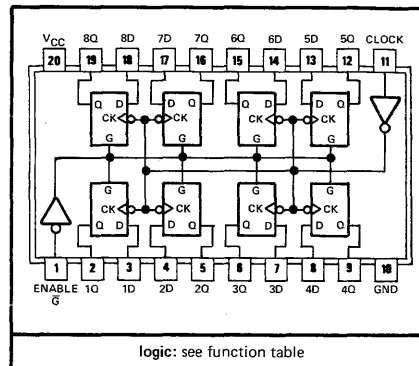 VCC 8Q 8D 7D 7Q 6Q 6D 5D 5Q CLOCK
20 19 18 17 16 15 14 13 12 11
Q D D Q Q D D Q
CK CK CK CK
G G G G
G G G G
CK CK CK CK
Q D D Q Q D D Q
1 2 3 4 5 6 7 8 9 10
ENABLE G̅ 1Q 1D 2D 2Q 3Q 3D 4D 4Q GND
logic: see function table